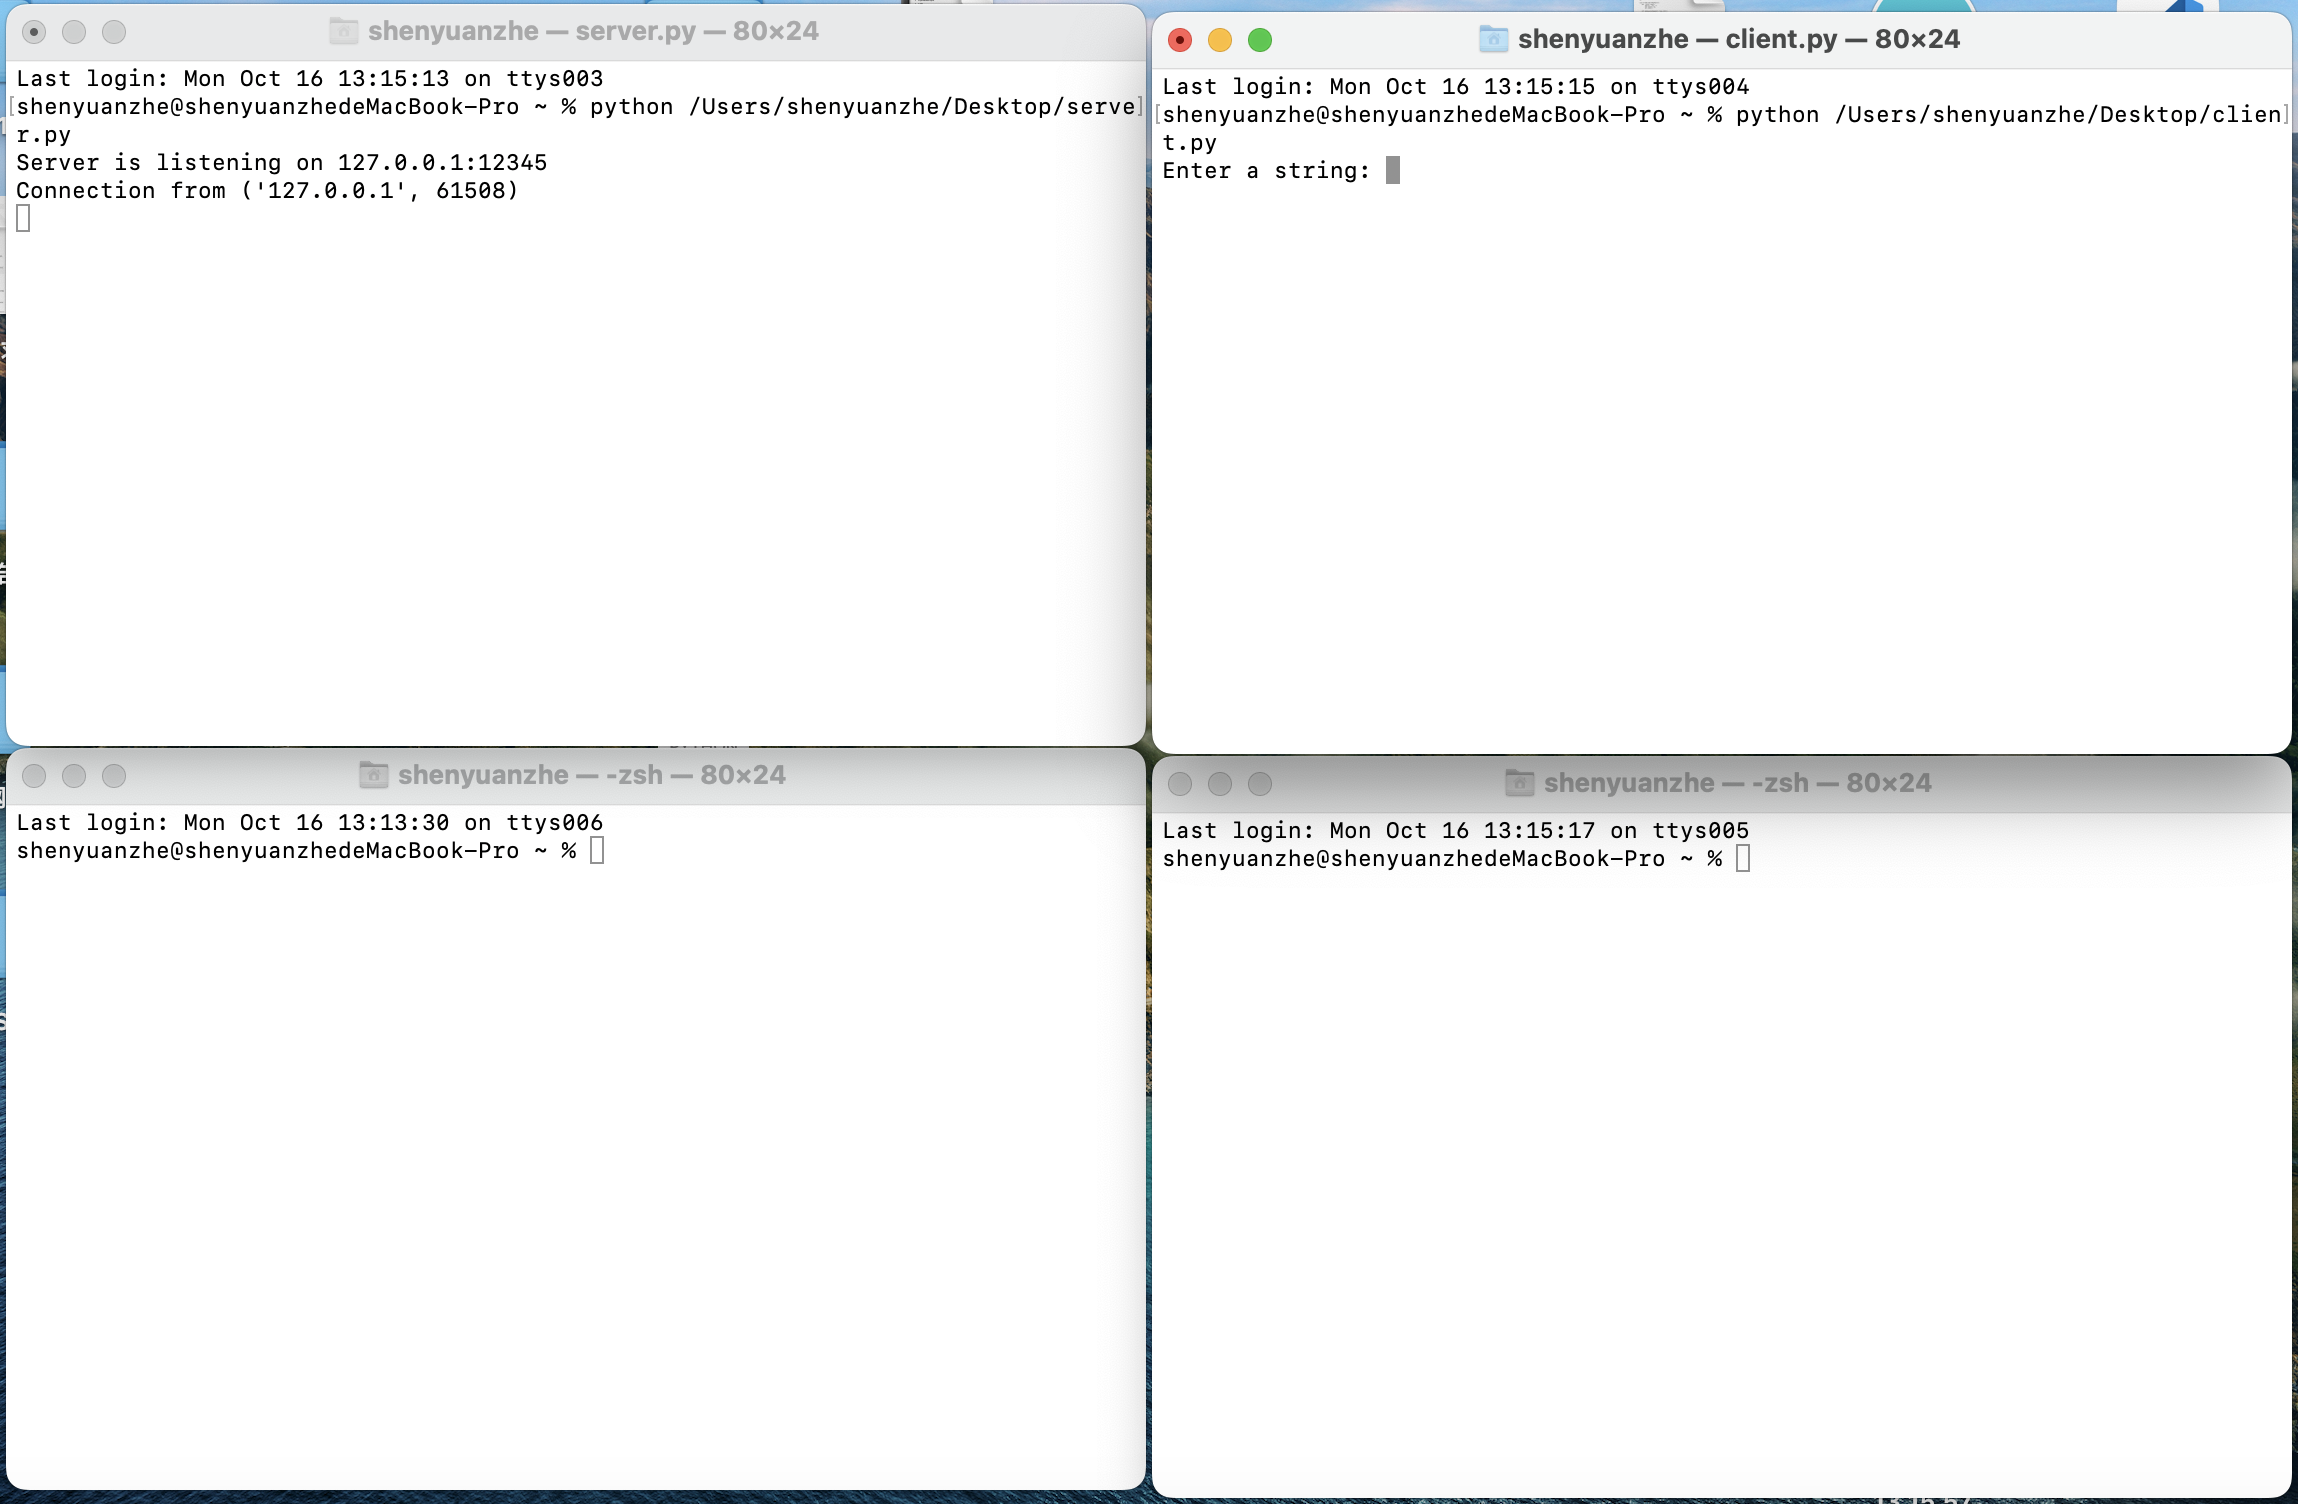 shenyuanzhe — server.py — 80×24
Last login: Mon Oct 16 13:15:13 on ttys003
[shenyuanzhe@shenyuanzhedeMacBook-Pro ~ % python /Users/shenyuanzhe/Desktop/serve]
r.py
Server is listening on 127.0.0.1:12345
Connection from ('127.0.0.1', 61508)
shenyuanzhe — client.py — 80×24
Last login: Mon Oct 16 13:15:15 on ttys004
[shenyuanzhe@shenyuanzhedeMacBook-Pro ~ % python /Users/shenyuanzhe/Desktop/clien]
t.py
Enter a string:
shenyuanzhe — -zsh — 80×24
Last login: Mon Oct 16 13:13:30 on ttys006
shenyuanzhe@shenyuanzhedeMacBook-Pro ~ %
shenyuanzhe — -zsh — 80×24
Last login: Mon Oct 16 13:15:17 on ttys005
shenyuanzhe@shenyuanzhedeMacBook-Pro ~ %